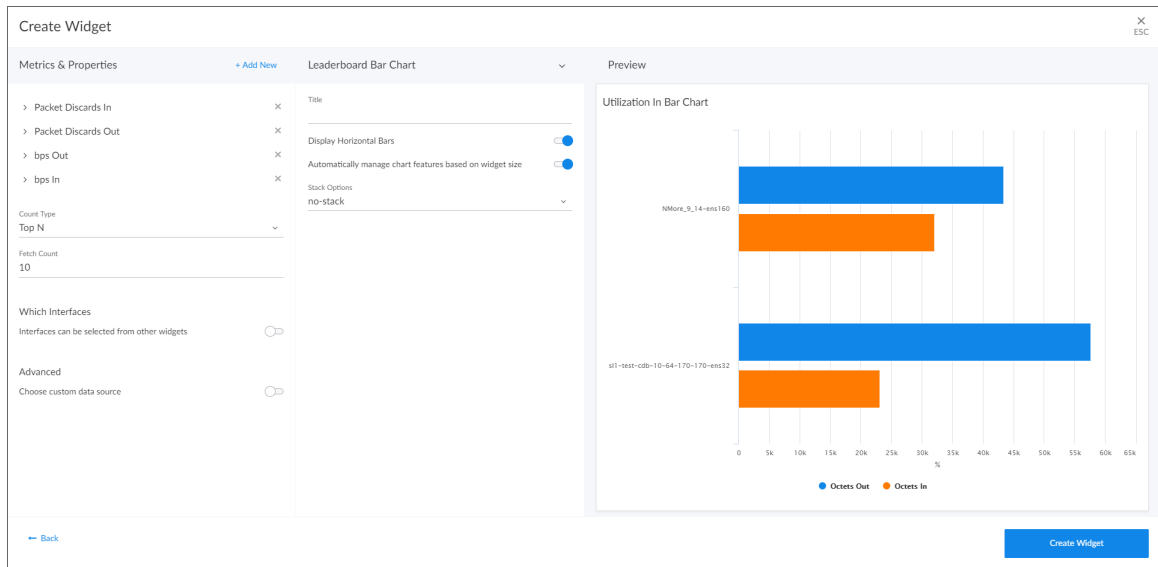 Create Widget
ESC
Metrics & Properties
+ Add New
Packet Discards In
Packet Discards Out
bps Out
bps In
Count Type
Top N
Fetch Count
10
Which Interfaces
Interfaces can be selected from other widgets
Advanced
Choose custom data source
Leaderboard Bar Chart
Title
Display Horizontal Bars
Automatically manage chart features based on widget size
Stack Options
no-stack
Preview
Utilization In Bar Chart
NMore_9_14-ens160
sl1-test-cdb-10-64-170-170-ens32
0 5k 10k 15k 20k 25k 30k 35k 40k 45k 50k 55k 60k 65k
%
Octets Out Octets In
← Back
Create Widget